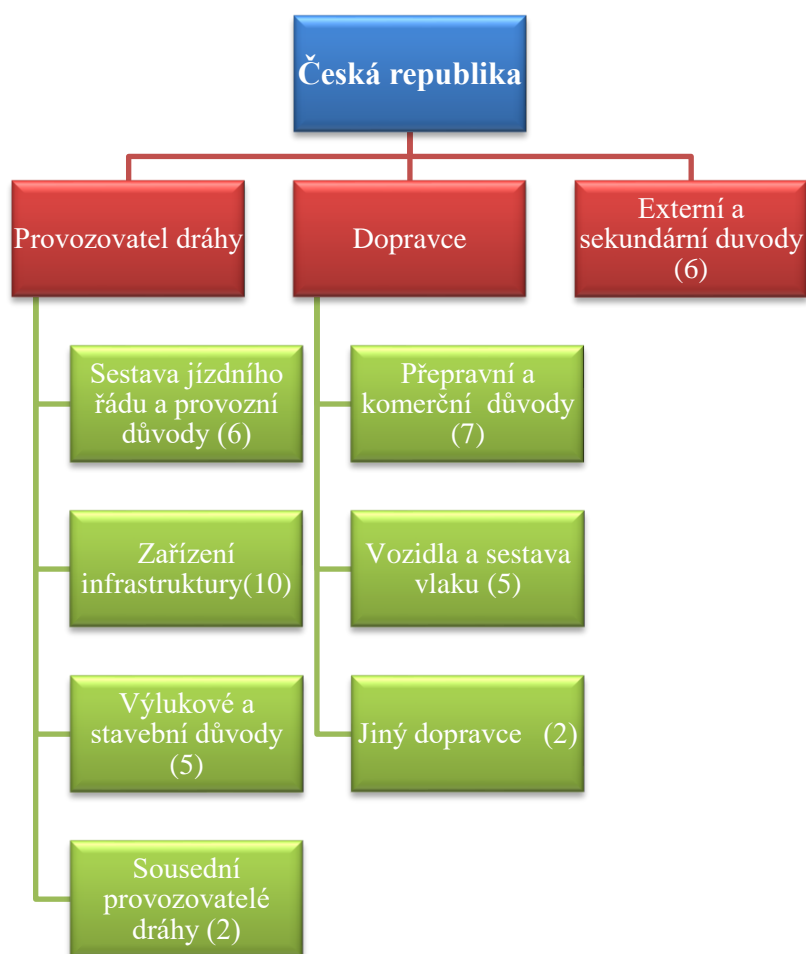 Česká republika
Provozovatel dráhy
Dopravce
Externí a
sekundární duvody
(6)
Sestava jízdního
řádu a provozní
důvody (6)
Přepravní a
komerční důvody
(7)
Zařízení
infrastruktury(10)
Vozidla a sestava
vlaku (5)
Výlukové a
stavební důvody
(5)
Jiný dopravce (2)
Sousední
provozovatelé
dráhy (2)